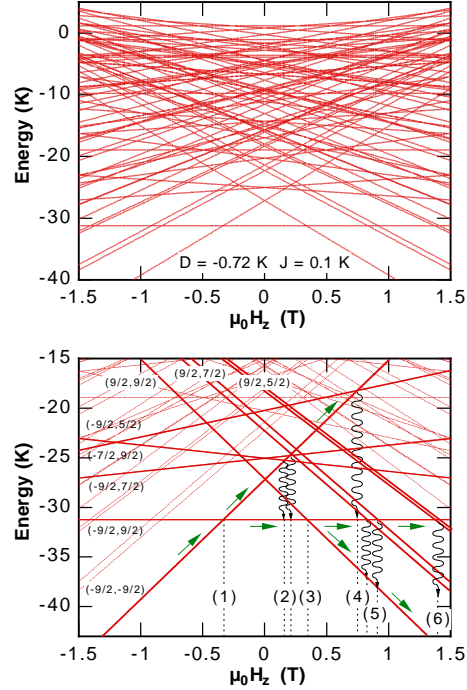 0
-10
-20
-30
-40
Energy (K)
D = -0.72 K J = 0.1 K
-1.5 -1 -0.5 0 0.5 1 1.5
μ₀H_z (T)
-15
-20
-25
-30
-35
-40
Energy (K)
(9/2,9/2)
(9/2,7/2)
(9/2,5/2)
(-9/2,5/2)
(-7/2,9/2)
(-9/2,7/2)
(-9/2,9/2)
(-9/2,-9/2)
(1) (2) (3) (4)
(5)
(6)
-1.5 -1 -0.5 0 0.5 1 1.5
μ₀H_z (T)